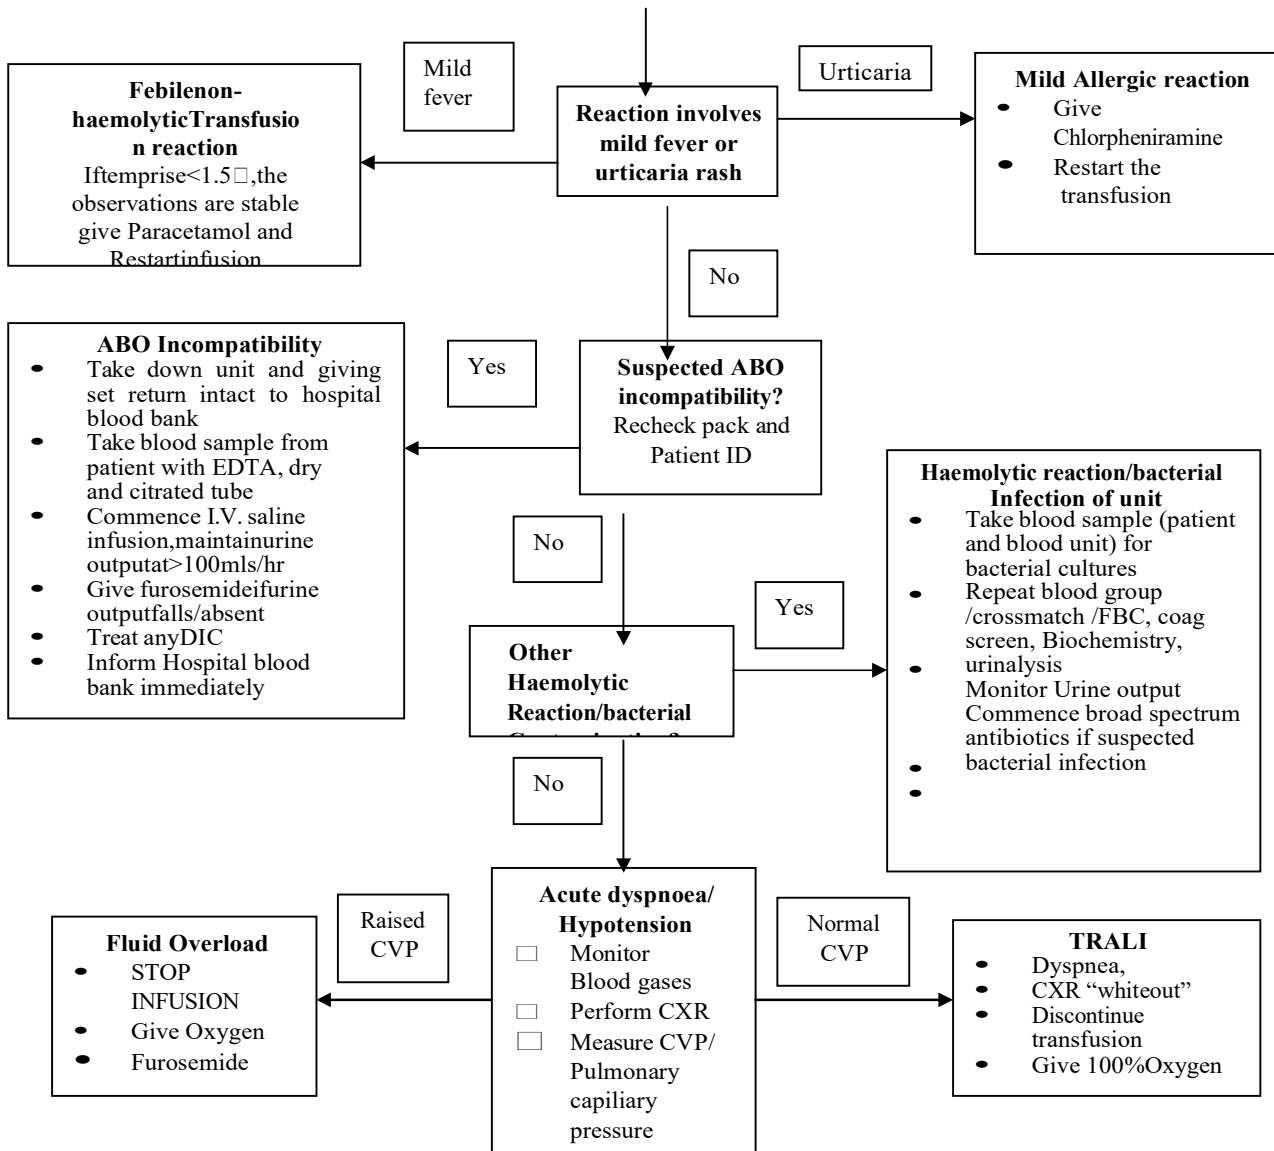 Mild
fever
Urticaria
Febilenon-
haemolyticTransfusio
n reaction
Iftemprise<1.5□,the
observations are stable
give Paracetamol and
Restartinfusion
Reaction involves
mild fever or
urticaria rash
Mild Allergic reaction
• Give
Chlorpheniramine
• Restart the
transfusion
No
ABO Incompatibility
• Take down unit and giving
set return intact to hospital
blood bank
• Take blood sample from
patient with EDTA, dry
and citrated tube
• Commence I.V. saline
infusion,maintainurine
outputat>100mls/hr
• Give furosemideifurine
outputfalls/absent
• Treat anyDIC
• Inform Hospital blood
bank immediately
Yes
Suspected ABO
incompatibility?
Recheck pack and
Patient ID
No
Haemolytic reaction/bacterial
Infection of unit
• Take blood sample (patient
and blood unit) for
bacterial cultures
• Repeat blood group
/crossmatch /FBC, coag
screen, Biochemistry,
urinalysis
• Monitor Urine output
Commence broad spectrum
antibiotics if suspected
bacterial infection
•
•
Yes
Other
Haemolytic
Reaction/bacterial
No
Acute dyspnoea/
Hypotension
□ Monitor
Blood gases
□ Perform CXR
□ Measure CVP/
Pulmonary
capiliary
pressure
Raised
CVP
Normal
CVP
Fluid Overload
• STOP
INFUSION
• Give Oxygen
• Furosemide
TRALI
• Dyspnea,
• CXR “whiteout”
• Discontinue
transfusion
• Give 100%Oxygen